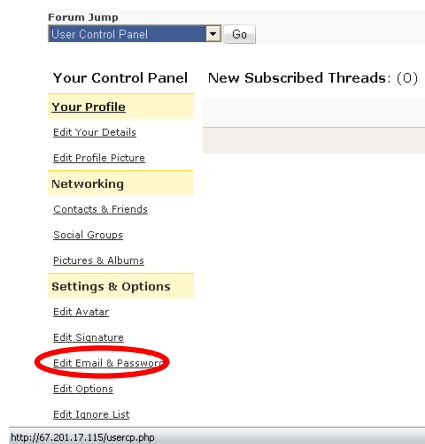 Forum Jump
User Control Panel Go
Your Control Panel New Subscribed Threads: (0)
Your Profile
Edit Your Details
Edit Profile Picture
Networking
Contacts & Friends
Social Groups
Pictures & Albums
Settings & Options
Edit Avatar
Edit Signature
Edit Email & Password
Edit Options
Edit Ignore List
http://67.201.17.115/usercp.php